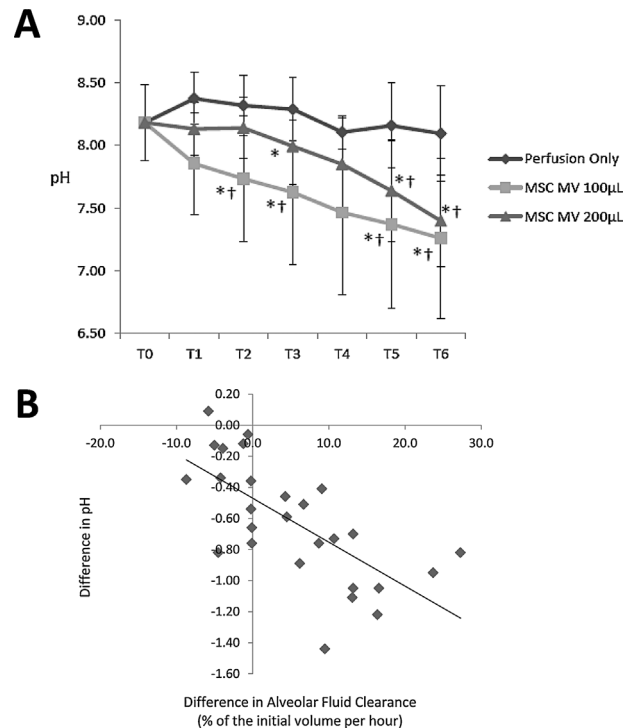 A
9.00
8.50
8.00
pH
7.50
7.00
6.50
T0 T1 T2 T3 T4 T5 T6
*† * *† *† *† *† *†
Perfusion Only
MSC MV 100µL
MSC MV 200µL
B
0.20
0.00
-20.0 -10.0 0.0 10.0 20.0 30.0
-0.20
-0.40
-0.60
-0.80
-1.00
-1.20
-1.40
-1.60
Difference in pH
Difference in Alveolar Fluid Clearance
(% of the initial volume per hour)